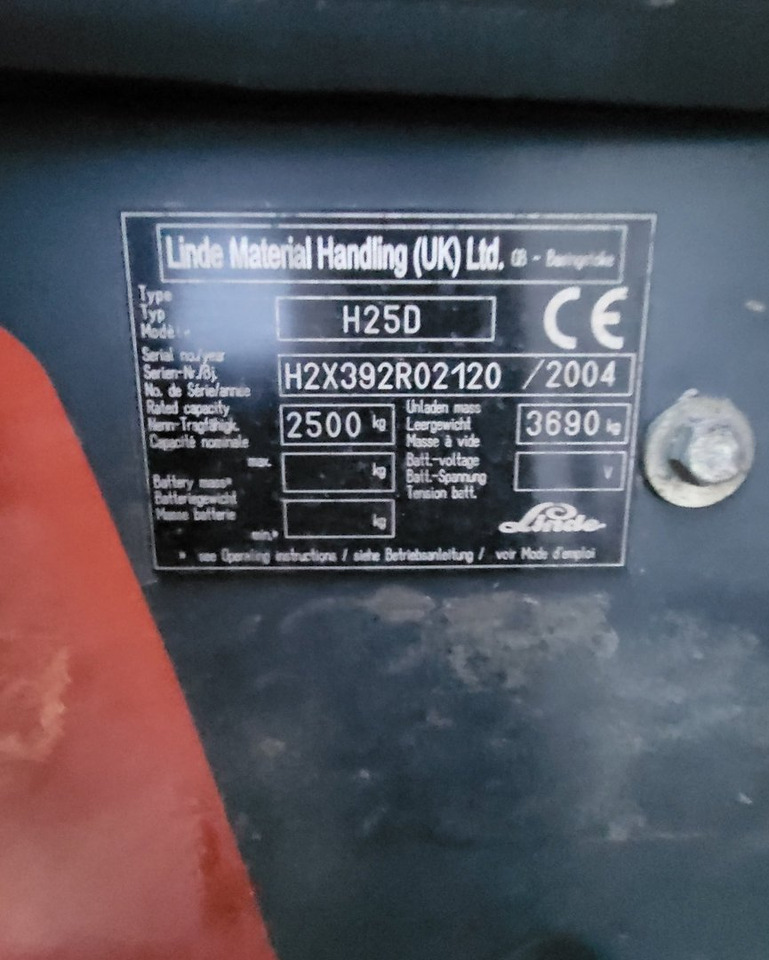 Linde Material Handling (UK) Ltd. GB - Basingstoke
Type
Typ
Modèle
H25D
CE
Serial no./year
Serien-Nr./Bj.
No. de Série/année
H2X392R02120 /2004
Rated capacity
Nenn-Tragfähigk.
Capacité nominale
2500 kg
Unladen mass
Leergewicht
Masse à vide
3690 kg
Battery mass*
Batteriegewicht
Masse batterie
max. kg
min.* kg
Batt.-voltage
Batt.-Spannung
Tension batt.
V
Linde
* see Operating instructions / siehe Betriebsanleitung / voir Mode d'emploi